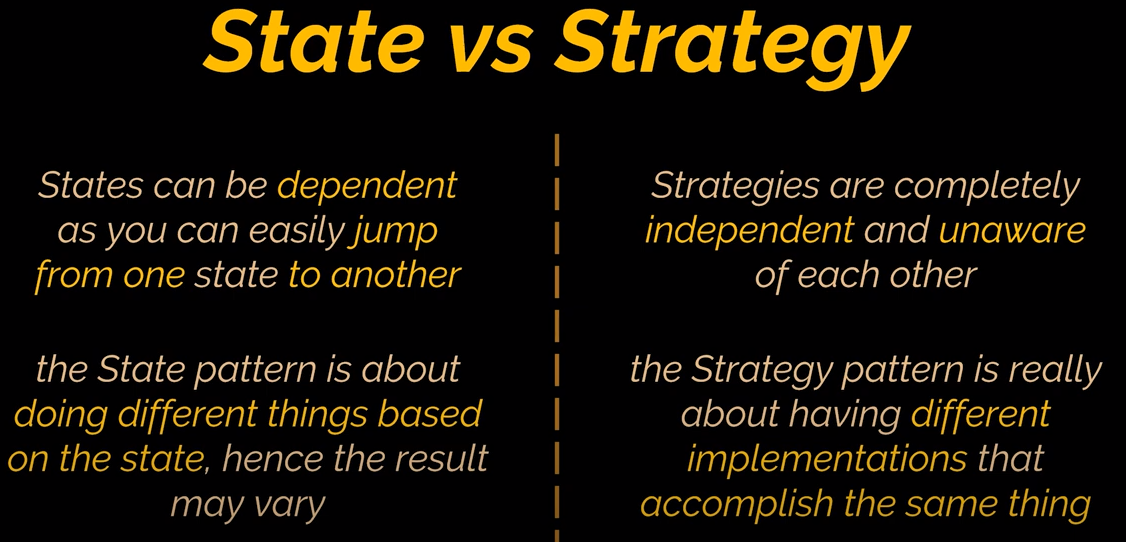 State vs Strategy
States can be dependent
as you can easily jump
from one state to another
the State pattern is about
doing different things based
on the state, hence the result
may vary
Strategies are completely
independent and unaware
of each other
the Strategy pattern is really
about having different
implementations that
accomplish the same thing